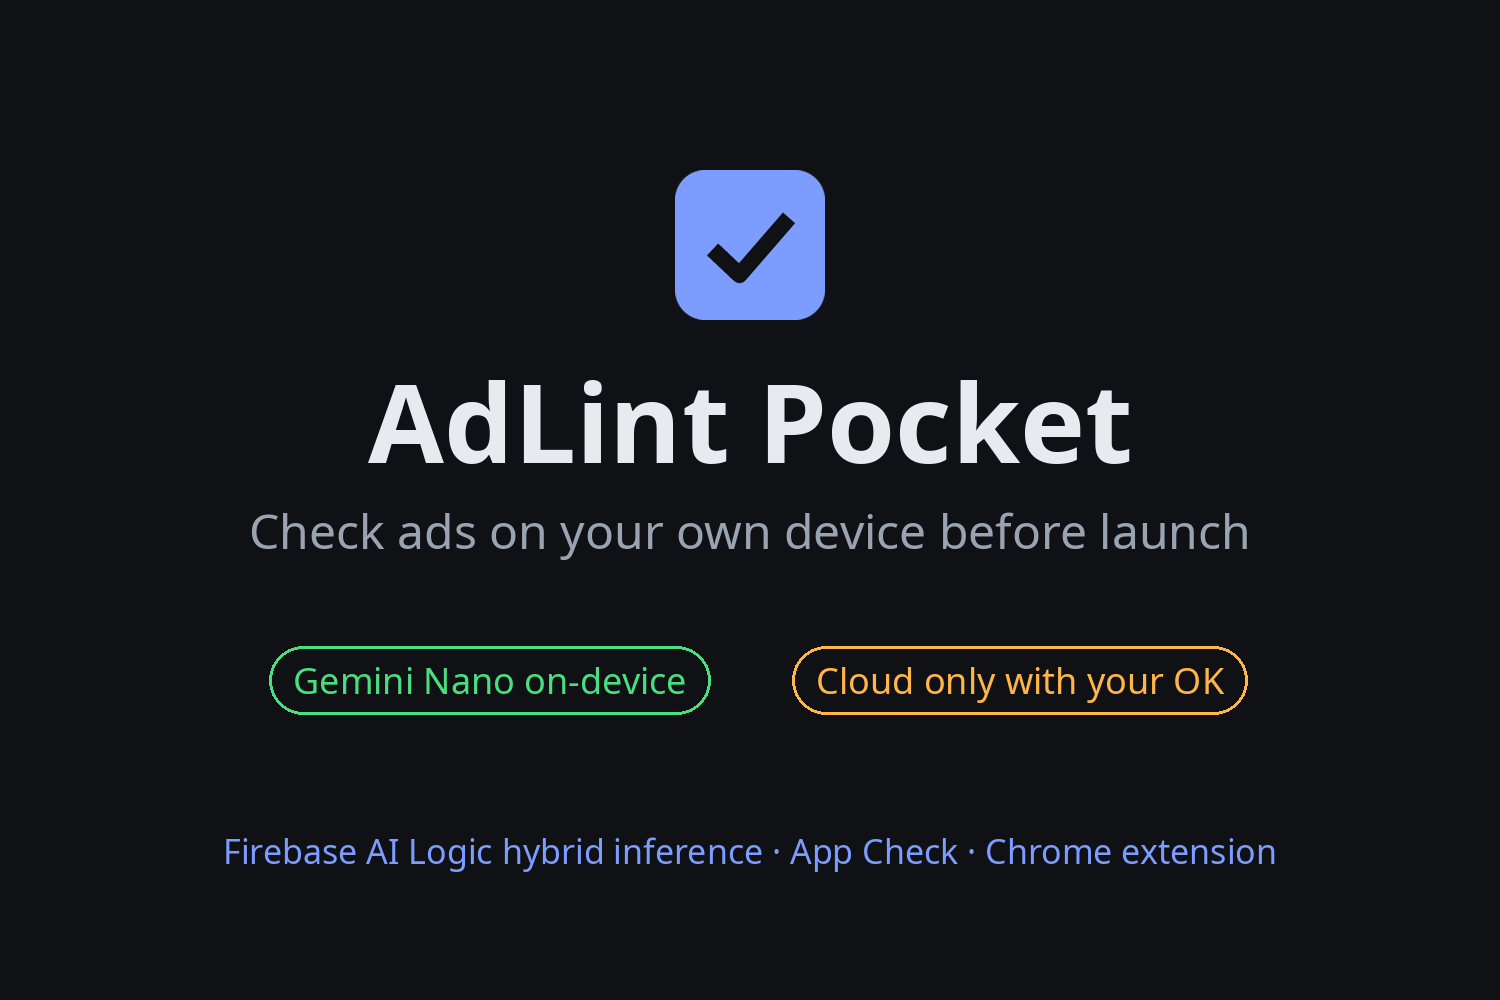 AdLint Pocket
Check ads on your own device before launch
Gemini Nano on-device
Cloud only with your OK
Firebase AI Logic hybrid inference · App Check · Chrome extension